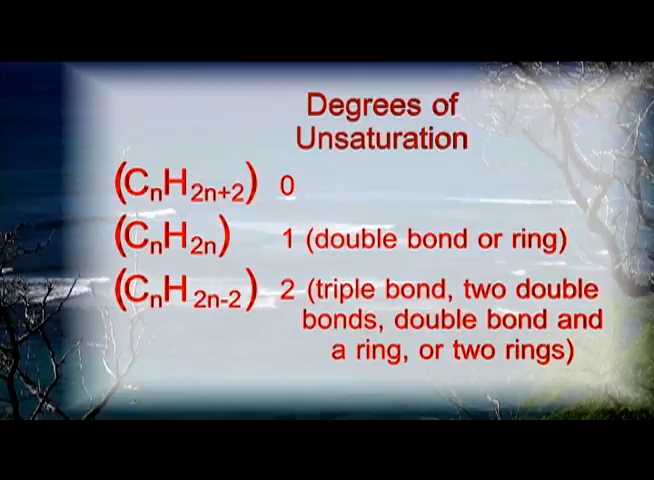 Degrees of
Unsaturation
(CnH2n+2) 0
(CnH2n) 1 (double bond or ring)
(CnH2n-2) 2 (triple bond, two double
bonds, double bond and
a ring, or two rings)